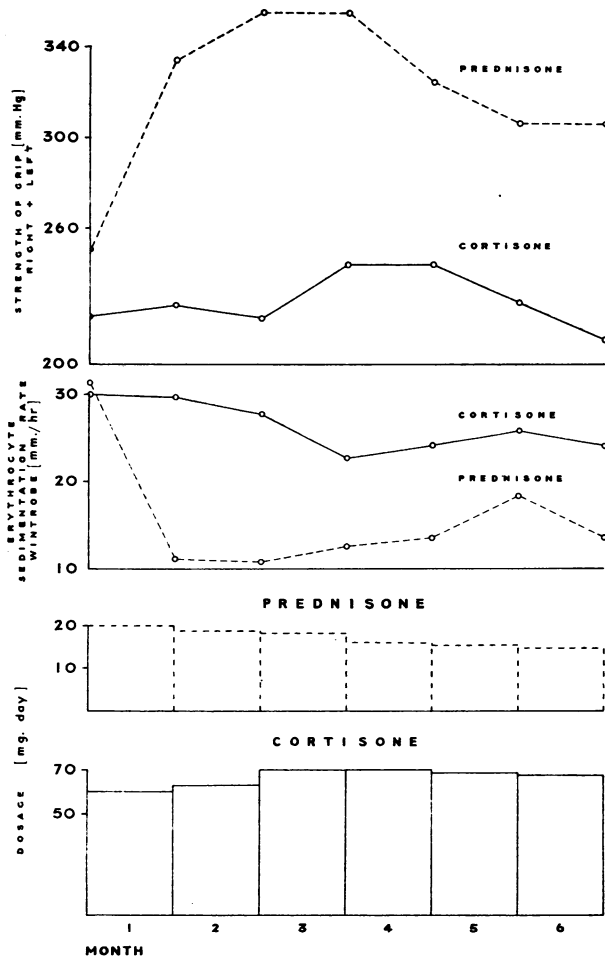 340
300
260
200
STRENGTH OF GRIP [mm.Hg]
RIGHT + LEFT
PREDNISONE
CORTISONE
30
20
10
ERYTHROCYTE
SEDIMENTATION RATE
WINTROBE [mm./hr]
CORTISONE
PREDNISONE
PREDNISONE
20
10
DOSAGE [mg. day]
CORTISONE
70
50
1 2 3 4 5 6
MONTH